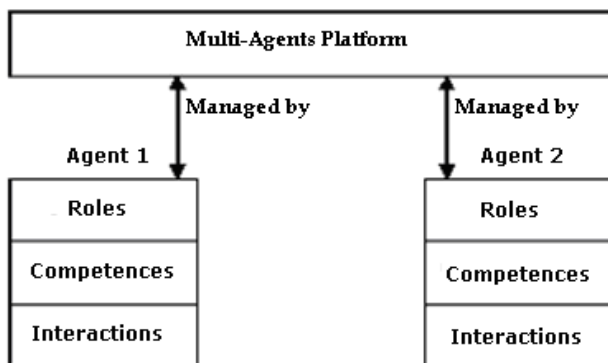 Multi-Agents Platform
Managed by
Managed by
Agent 1
Agent 2
Roles
Roles
Competences
Competences
Interactions
Interactions